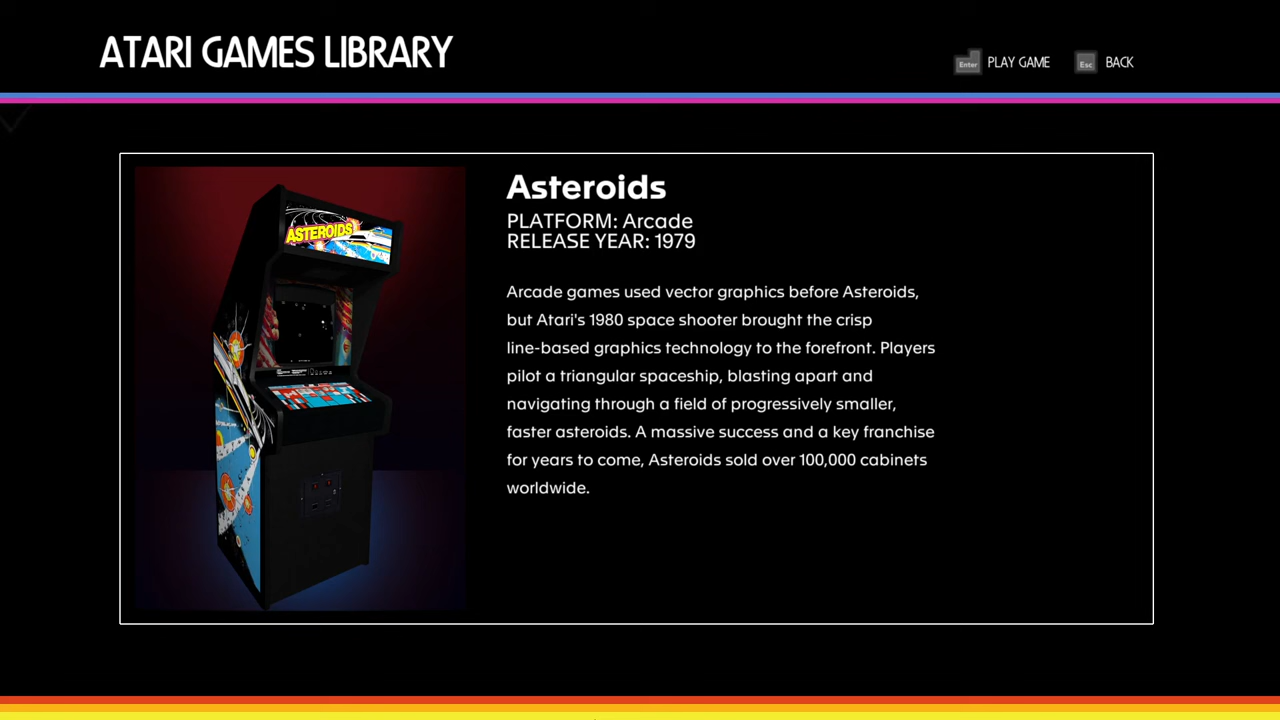 ATARI GAMES LIBRARY
Enter PLAY GAME Esc BACK
ASTEROIDS
Asteroids
PLATFORM: Arcade
RELEASE YEAR: 1979
Arcade games used vector graphics before Asteroids,
but Atari's 1980 space shooter brought the crisp
line-based graphics technology to the forefront. Players
pilot a triangular spaceship, blasting apart and
navigating through a field of progressively smaller,
faster asteroids. A massive success and a key franchise
for years to come, Asteroids sold over 100,000 cabinets
worldwide.